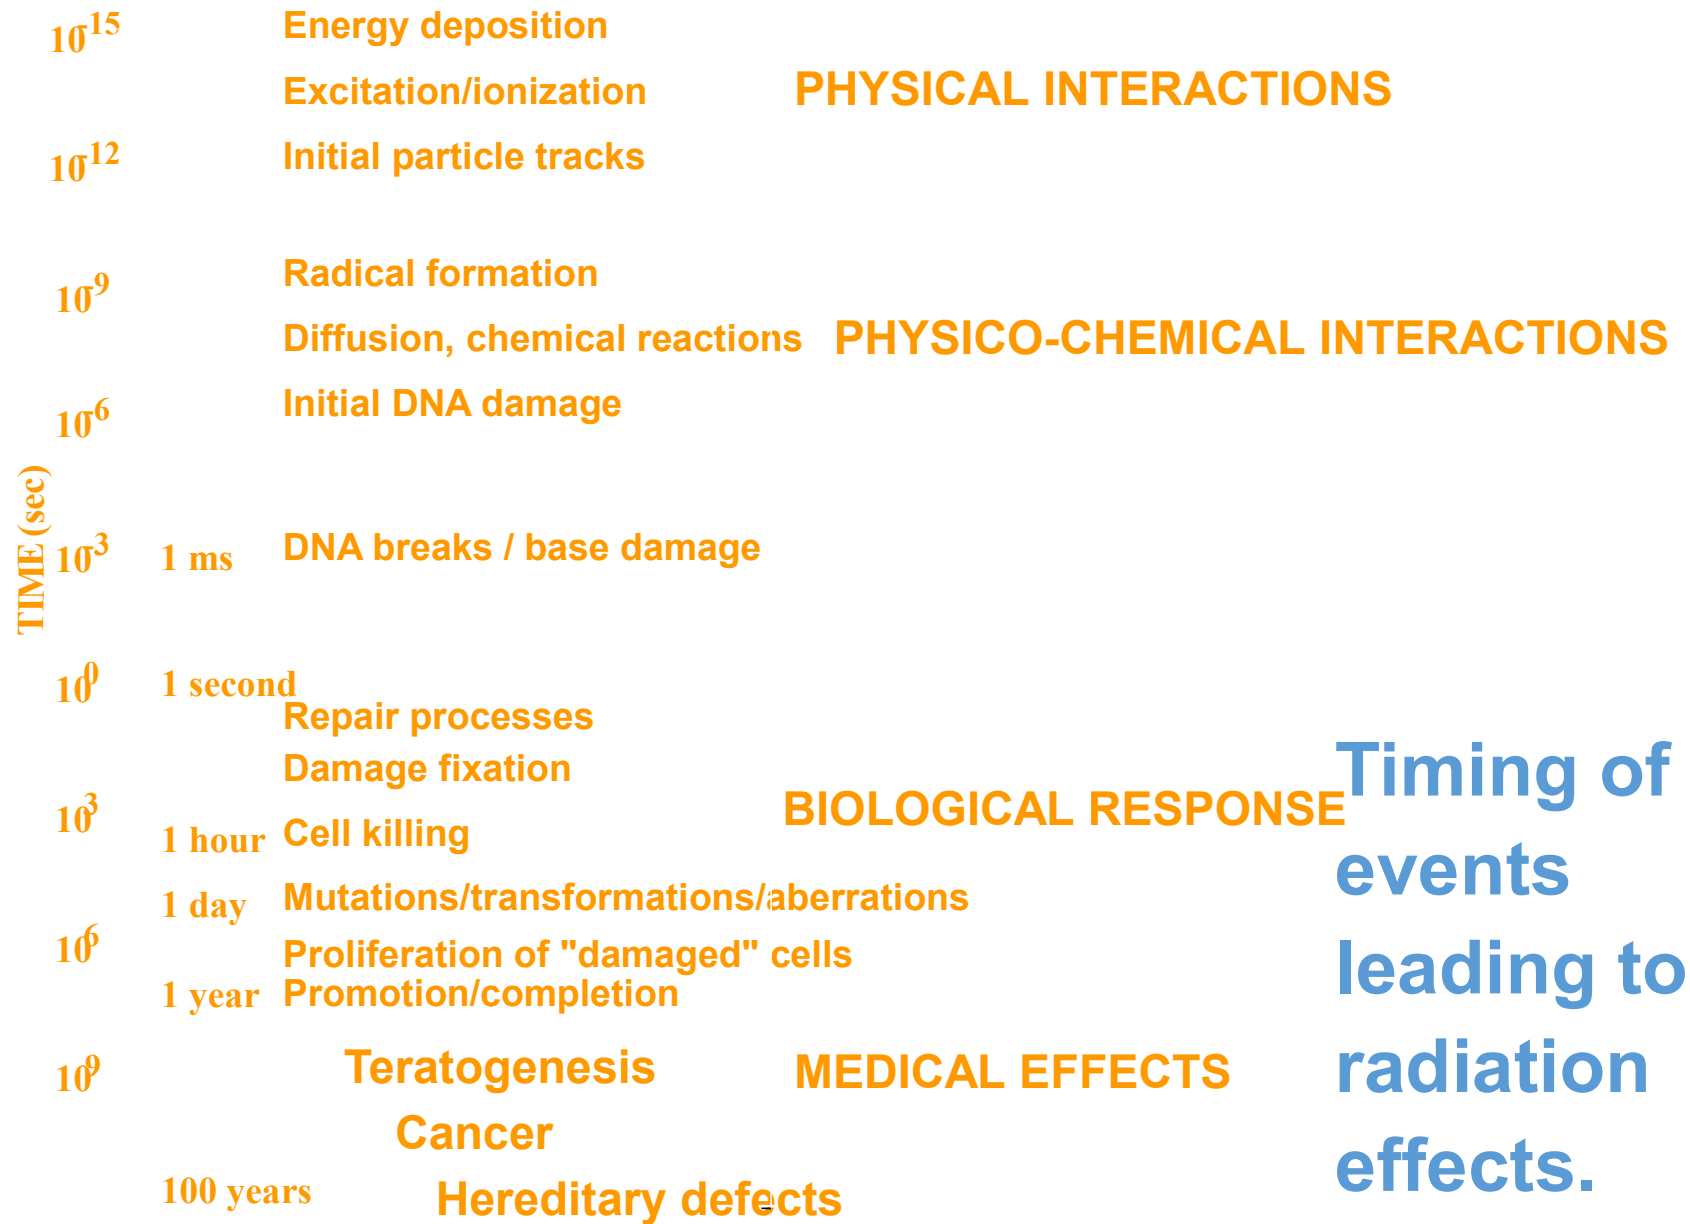 10-15 Energy deposition
Excitation/ionization PHYSICAL INTERACTIONS
10-12 Initial particle tracks
Radical formation
10-9
Diffusion, chemical reactions PHYSICO-CHEMICAL INTERACTIONS
Initial DNA damage
10-6
TIME (sec)
10-3 1 ms DNA breaks / base damage
100 1 second
Repair processes
Damage fixation
103 BIOLOGICAL RESPONSE
1 hour Cell killing
1 day Mutations/transformations/aberrations
106 Proliferation of "damaged" cells
1 year Promotion/completion
109 Teratogenesis MEDICAL EFFECTS
Cancer
100 years Hereditary defects
Timing of
events
leading to
radiation
effects.